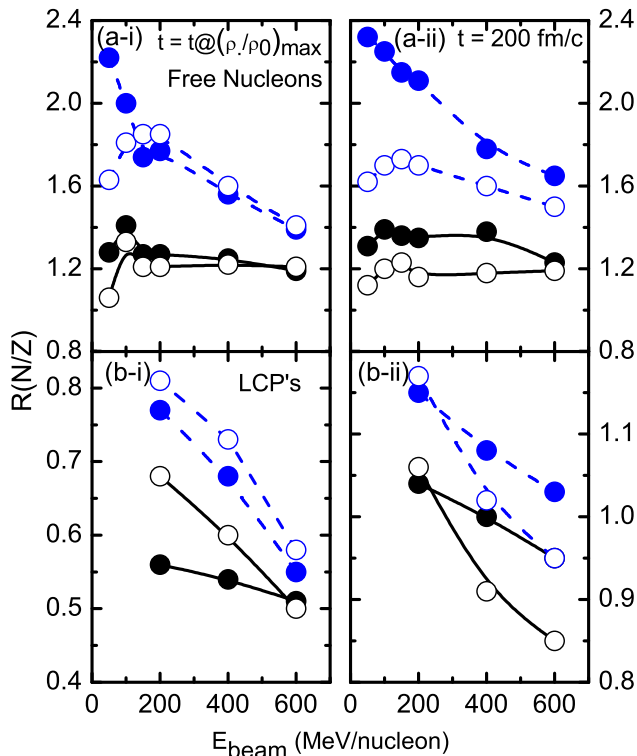 (a-i) t = t@(ρ./ρ0)max
Free Nucleons
(a-ii) t = 200 fm/c
2.4 2.4
2.0 2.0
1.6 1.6
1.2 1.2
0.8 0.8
R(N/Z)
(b-i) LCP's
(b-ii)
0.8 1.1
0.7 1.0
0.6 0.9
0.5
0.4 0.8
0 200 400 600 0 200 400 600
E_beam (MeV/nucleon)